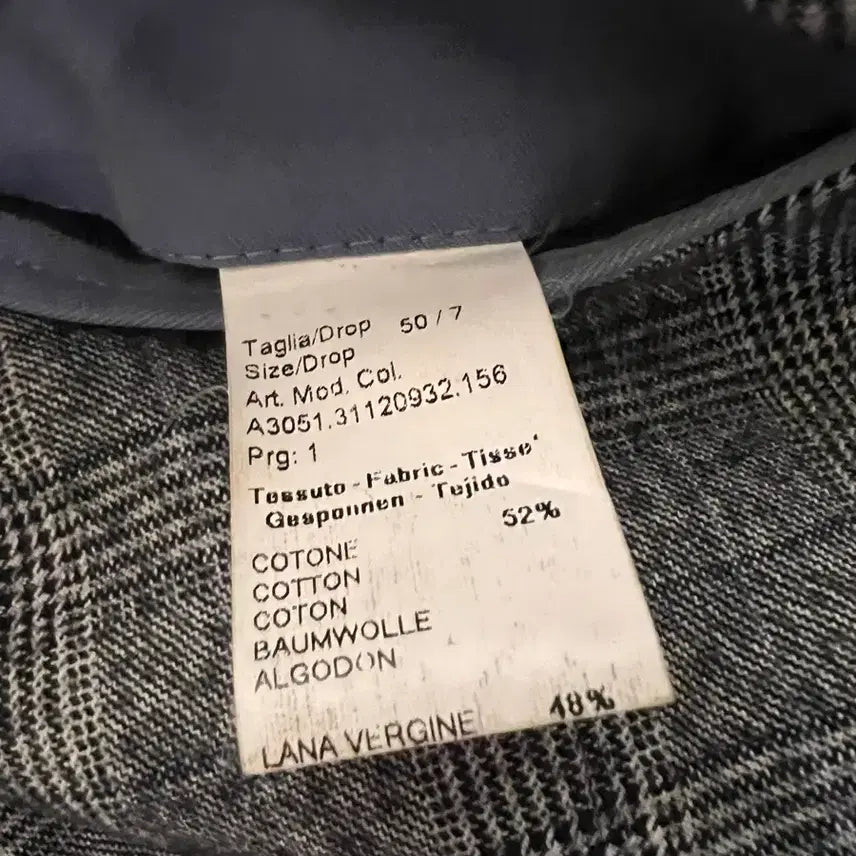 Taglia/Drop 50 / 7
Size/Drop
Art. Mod. Col.
A3051.31120932.156
Prg: 1
Tessuto - Fabric - Tisse'
Gesponnen - Tejido
52%
COTONE
COTTON
COTON
BAUMWOLLE
ALGODON
LANA VERGINE 48%